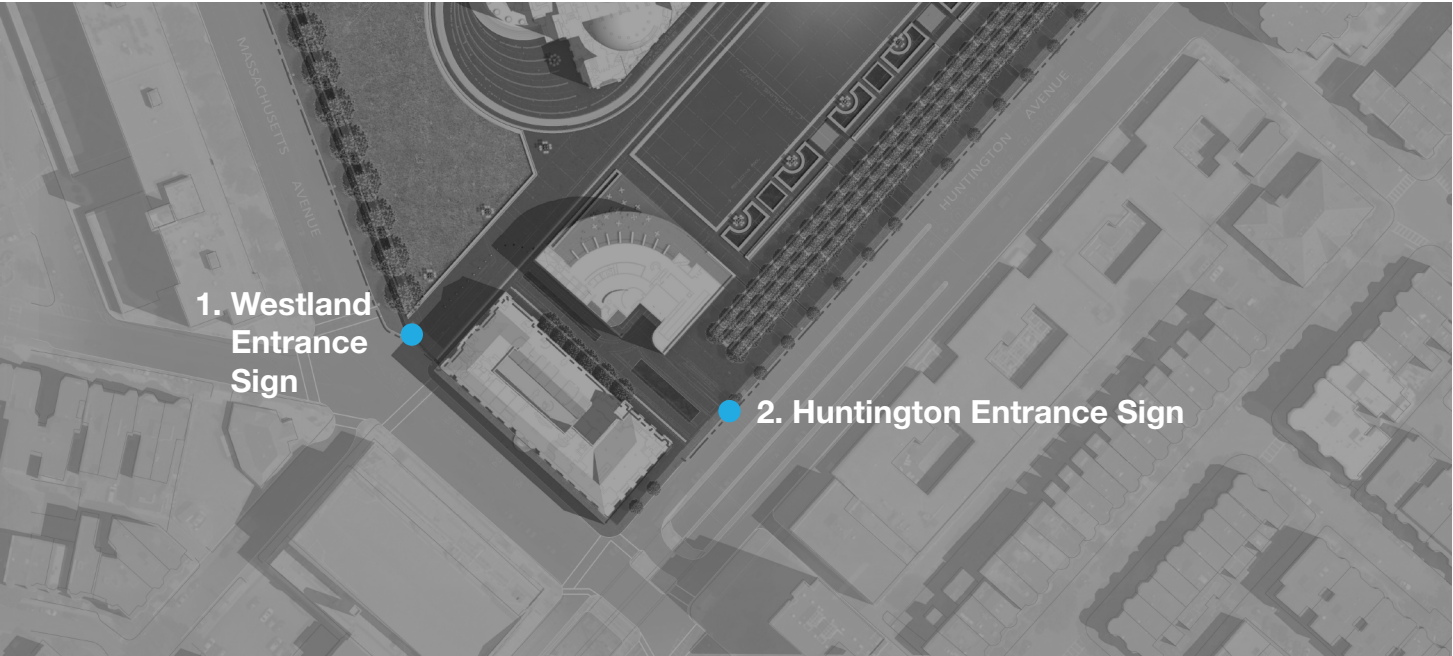 MASSACHUSETTS
AVENUE
HUNTINGTON AVENUE
1. Westland
Entrance
Sign
2. Huntington Entrance Sign